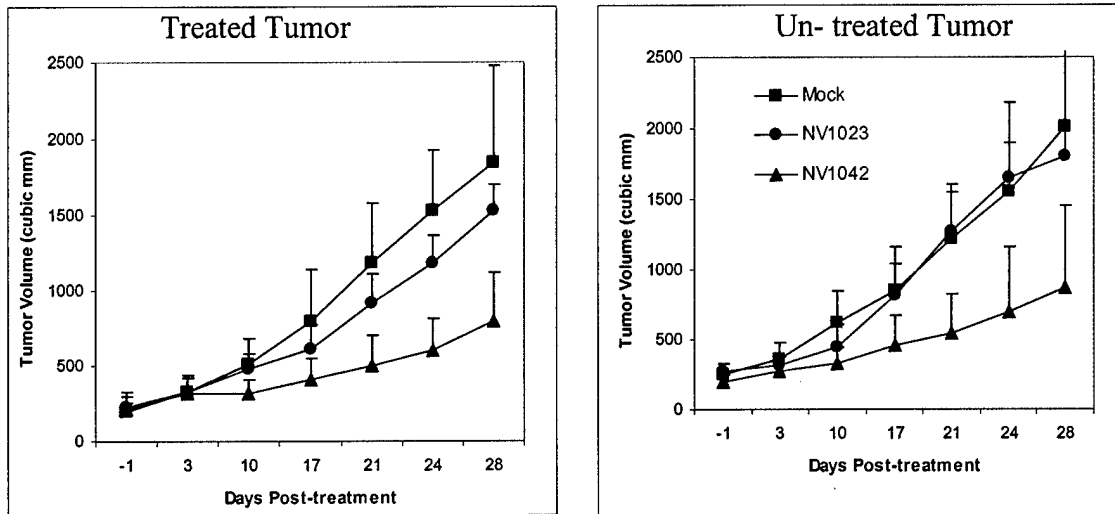 Treated Tumor
2500
2000
1500
1000
500
0
Tumor Volume (cubic mm)
-1 3 10 17 21 24 28
Days Post-treatment
Un- treated Tumor
2500
2000
1500
1000
500
0
Tumor Volume (cubic mm)
Mock
NV1023
NV1042
-1 3 10 17 21 24 28
Days Post-treatment